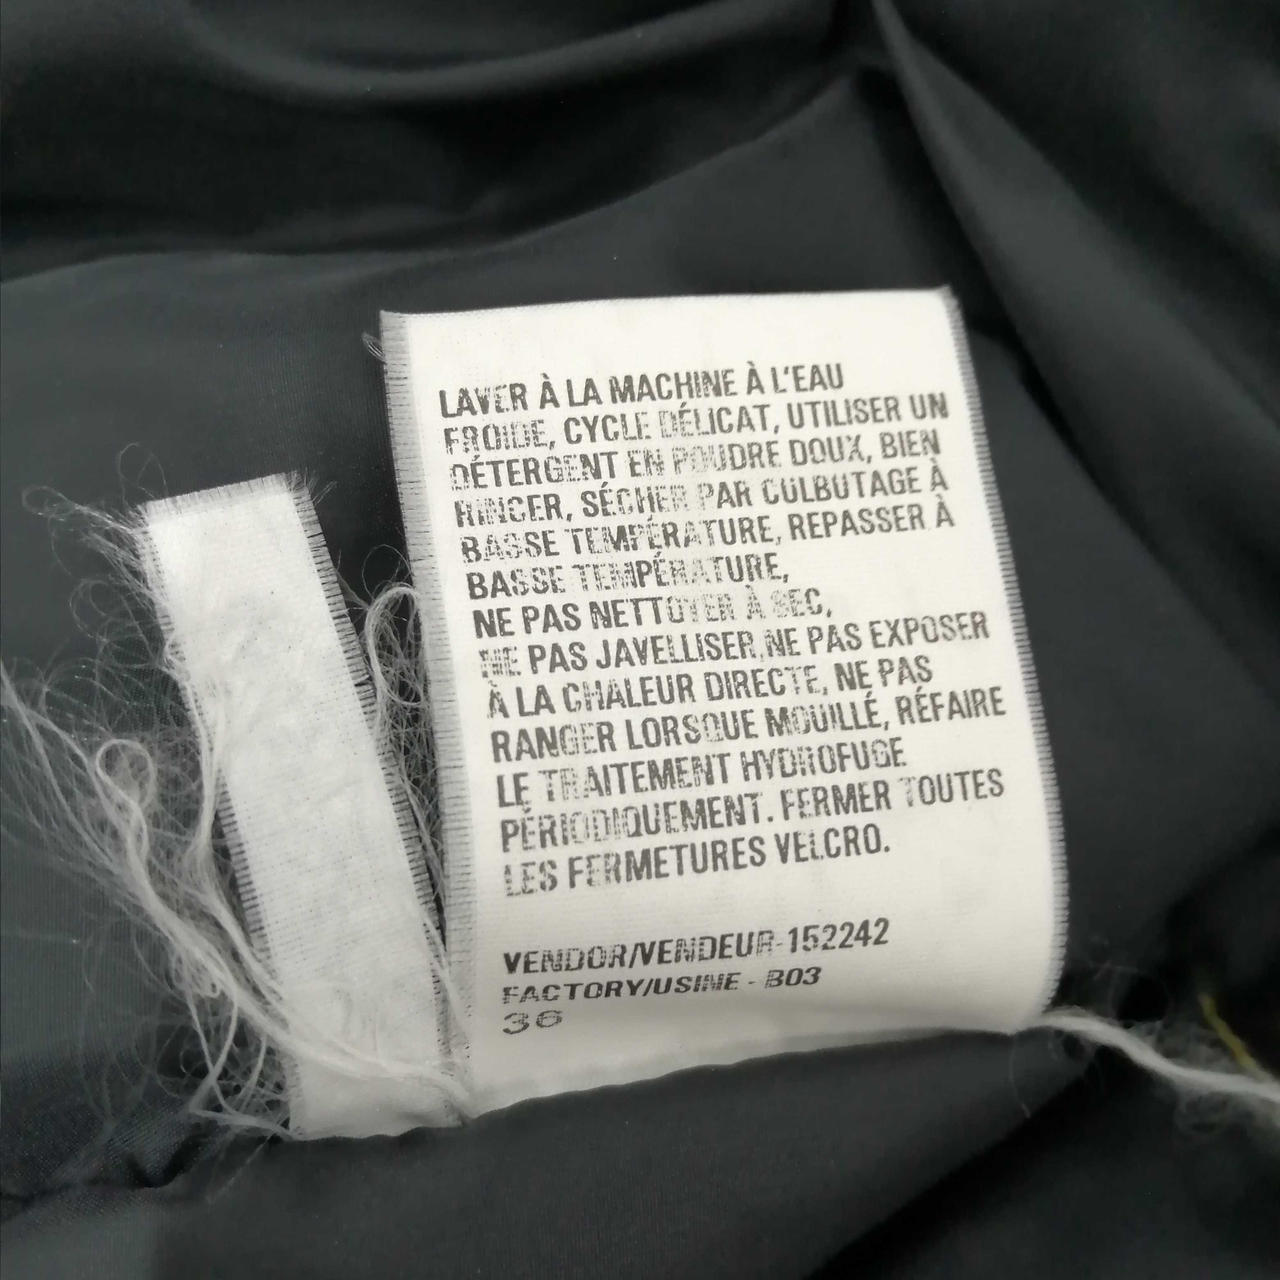 LAVER À LA MACHINE À L'EAU
FROIDE, CYCLE DÉLICAT, UTILISER UN
DÉTERGENT EN POUDRE DOUX, BIEN
RINCER, SÉCHER PAR CULBUTAGE À
BASSE TEMPÉRATURE, REPASSER À
BASSE TEMPÉRATURE,
NE PAS NETTOYER À SEC,
NE PAS JAVELLISER,NE PAS EXPOSER
À LA CHALEUR DIRECTE, NE PAS
RANGER LORSQUE MOUILLÉ, RÉFAIRE
LE TRAITEMENT HYDROFUGE
PÉRIODIQUEMENT. FERMER TOUTES
LES FERMETURES VELCRO.
VENDOR/VENDEUR-152242
FACTORY/USINE - B03
36